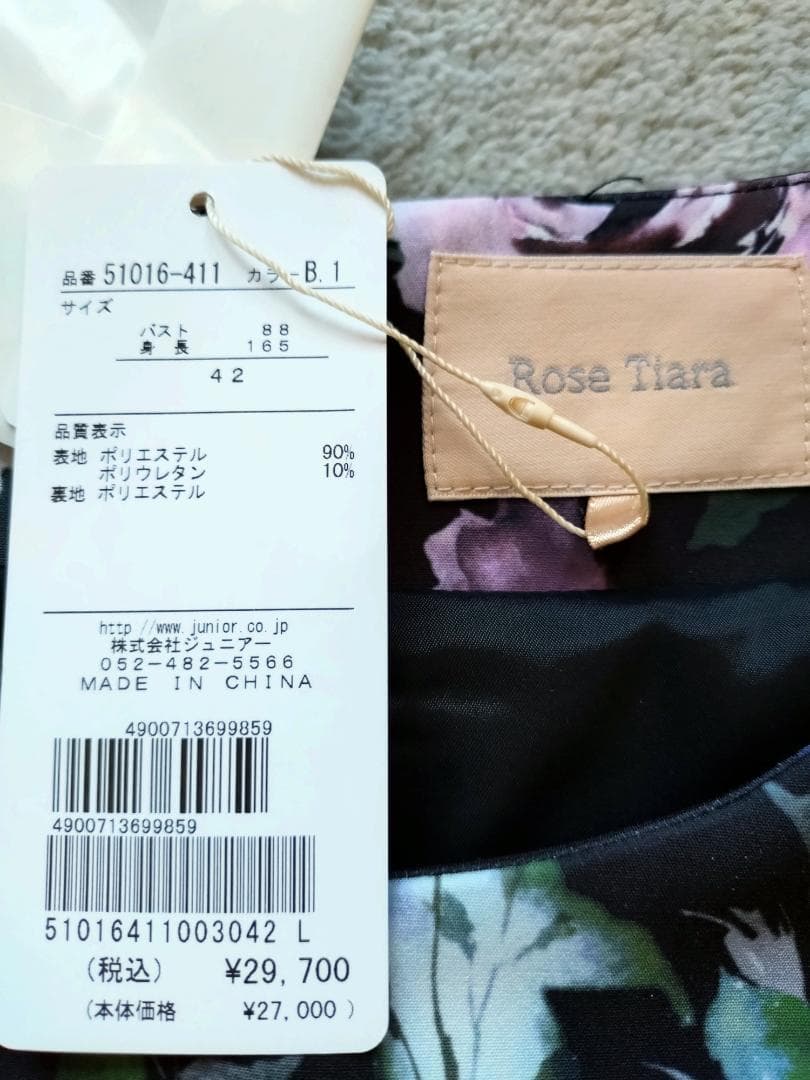 品番 51016-411 カラーB.1
サイズ
バスト 88
身長 165
42
品質表示
表地 ポリエステル 90%
ポリウレタン 10%
裏地 ポリエステル
http //www.junior.co.jp
株式会社ジュニアー
052-482-5566
MADE IN CHINA
4900713699859
4900713699859
51016411003042 L
(税込) ¥29,700
(本体価格 ¥27,000 )
Rose Tiara